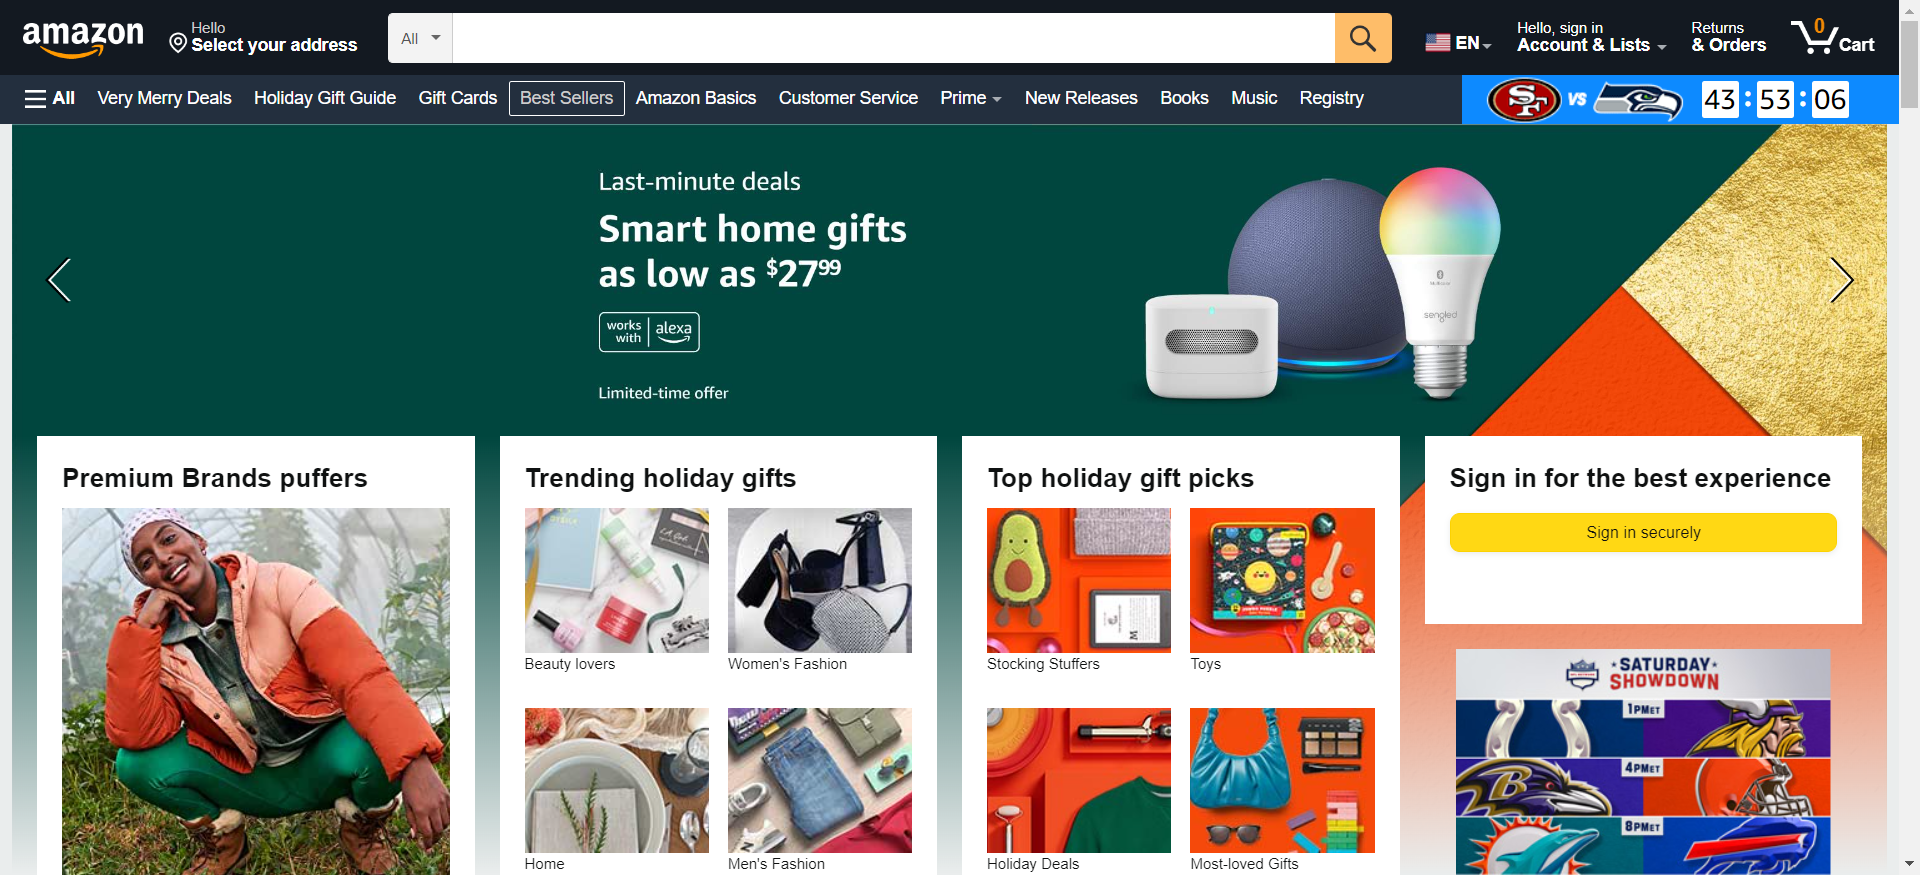 amazon
Hello
Select your address
All
EN
Hello, sign in
Account & Lists
Returns
& Orders
0
Cart
All
Very Merry Deals
Holiday Gift Guide
Gift Cards
Best Sellers
Amazon Basics
Customer Service
Prime
New Releases
Books
Music
Registry
SF
VS
43 : 53 : 06
Last-minute deals
Smart home gifts
as low as $2799
works with alexa
Limited-time offer
sengled
Premium Brands puffers
Trending holiday gifts
Beauty lovers
Women's Fashion
Home
Men's Fashion
Top holiday gift picks
Stocking Stuffers
Toys
Holiday Deals
Most-loved Gifts
Sign in for the best experience
Sign in securely
SATURDAY
SHOWDOWN
1PM ET
4PM ET
B
8PM ET